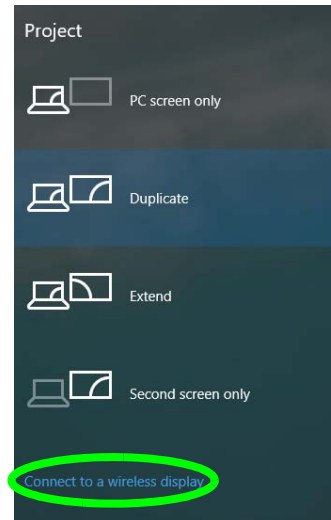 Project
PC screen only
Duplicate
Extend
Second screen only
Connect to a wireless display